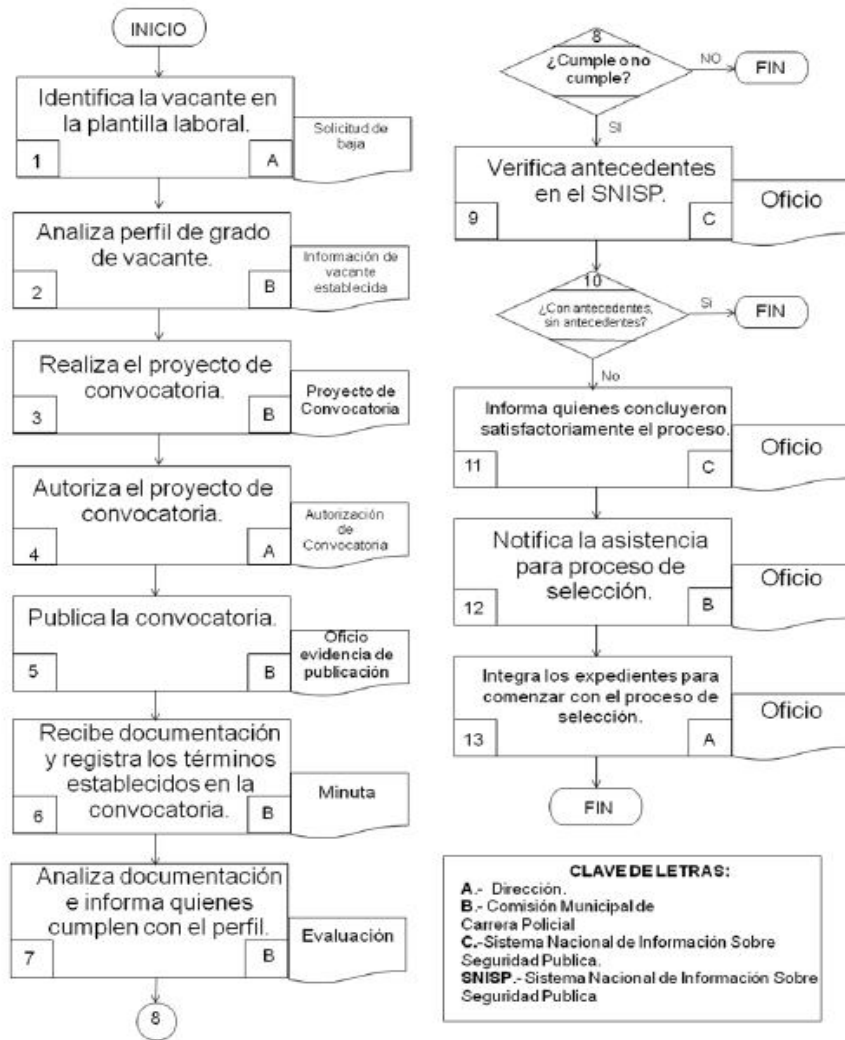 INICIO
Identifica la vacante en
la plantilla laboral.
1
A
Solicitud de
baja
Analiza perfil de grado
de vacante.
2
B
Información de
vacante
establecida
Realiza el proyecto de
convocatoria.
3
B
Proyecto de
Convocatoria
Autoriza el proyecto de
convocatoria.
4
A
Autorización
de
Convocatoria
Publica la convocatoria.
5
B
Oficio
evidencia de
publicación
Recibe documentación
y registra los términos
establecidos en la
convocatoria.
6
B
Minuta
Analiza documentación
e informa quienes
cumplen con el perfil.
7
B
Evaluación
8
8
¿Cumple o no
cumple?
NO
FIN
SI
Verifica antecedentes
en el SNISP.
9
C
Oficio
10
¿Con antecedentes,
sin antecedentes?
Si
FIN
No
Informa quienes concluyeron
satisfactoriamente el proceso.
11
C
Oficio
Notifica la asistencia
para proceso de
selección.
12
B
Oficio
Integra los expedientes para
comenzar con el proceso de
selección.
13
A
Oficio
FIN
CLAVE DE LETRAS:
A.- Dirección.
B.- Comisión Municipal de
Carrera Policial
C.-Sistema Nacional de Información Sobre
Seguridad Publica.
SNISP.- Sistema Nacional de Información Sobre
Seguridad Publica